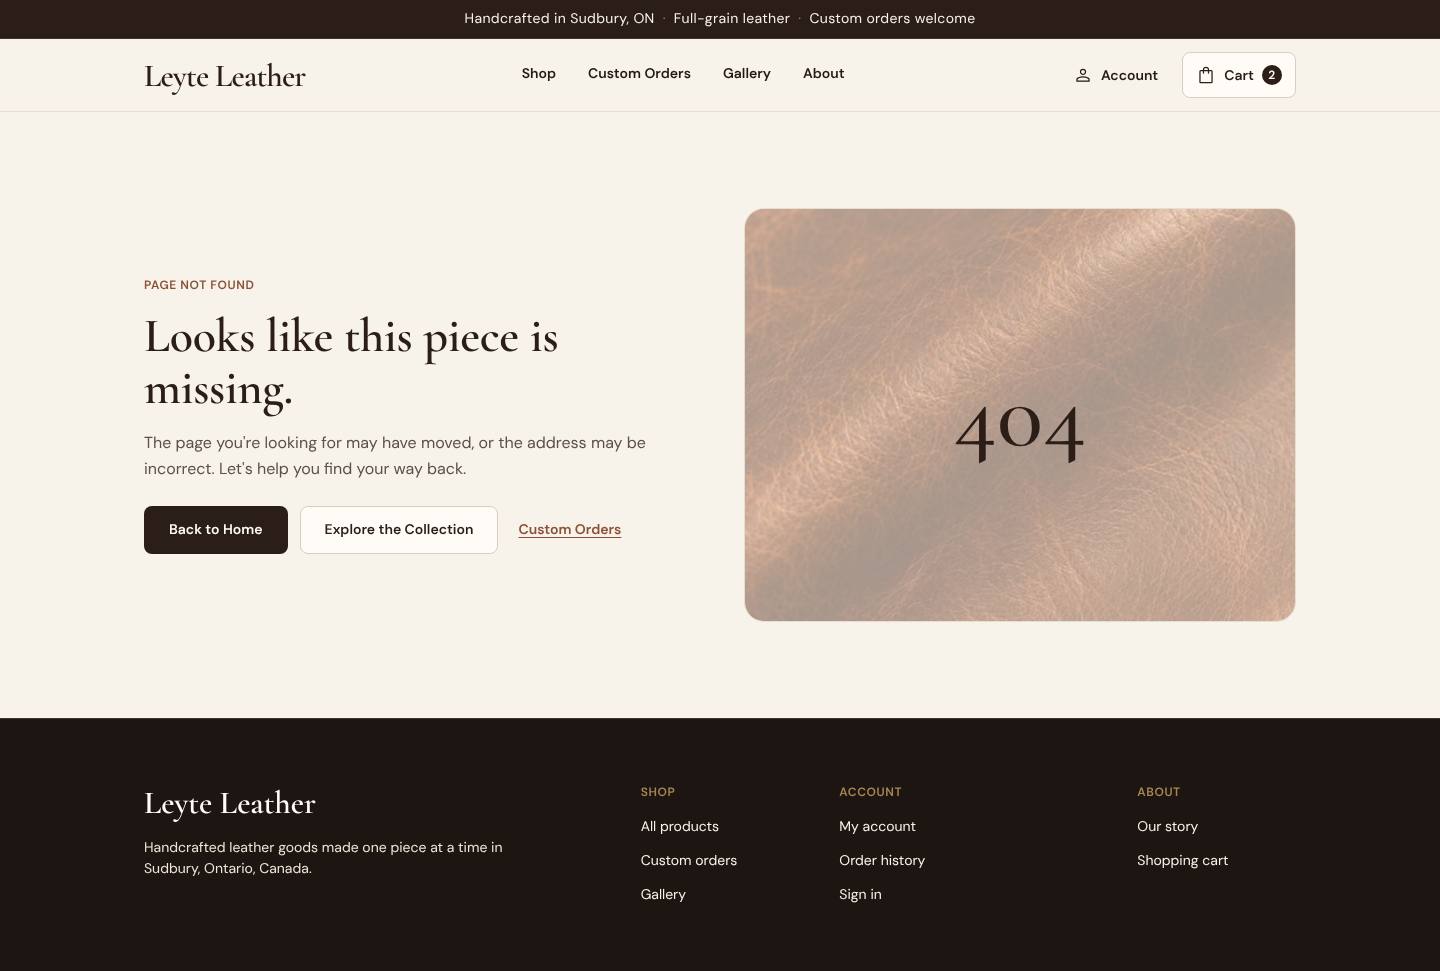 Handcrafted in Sudbury, ON · Full-grain leather · Custom orders welcome
Leyte Leather
Shop
Custom Orders
Gallery
About
Account
Cart 2
PAGE NOT FOUND
Looks like this piece is
missing.
The page you're looking for may have moved, or the address may be
incorrect. Let's help you find your way back.
Back to Home
Explore the Collection
Custom Orders
404
Leyte Leather
Handcrafted leather goods made one piece at a time in
Sudbury, Ontario, Canada.
SHOP
All products
Custom orders
Gallery
ACCOUNT
My account
Order history
Sign in
ABOUT
Our story
Shopping cart